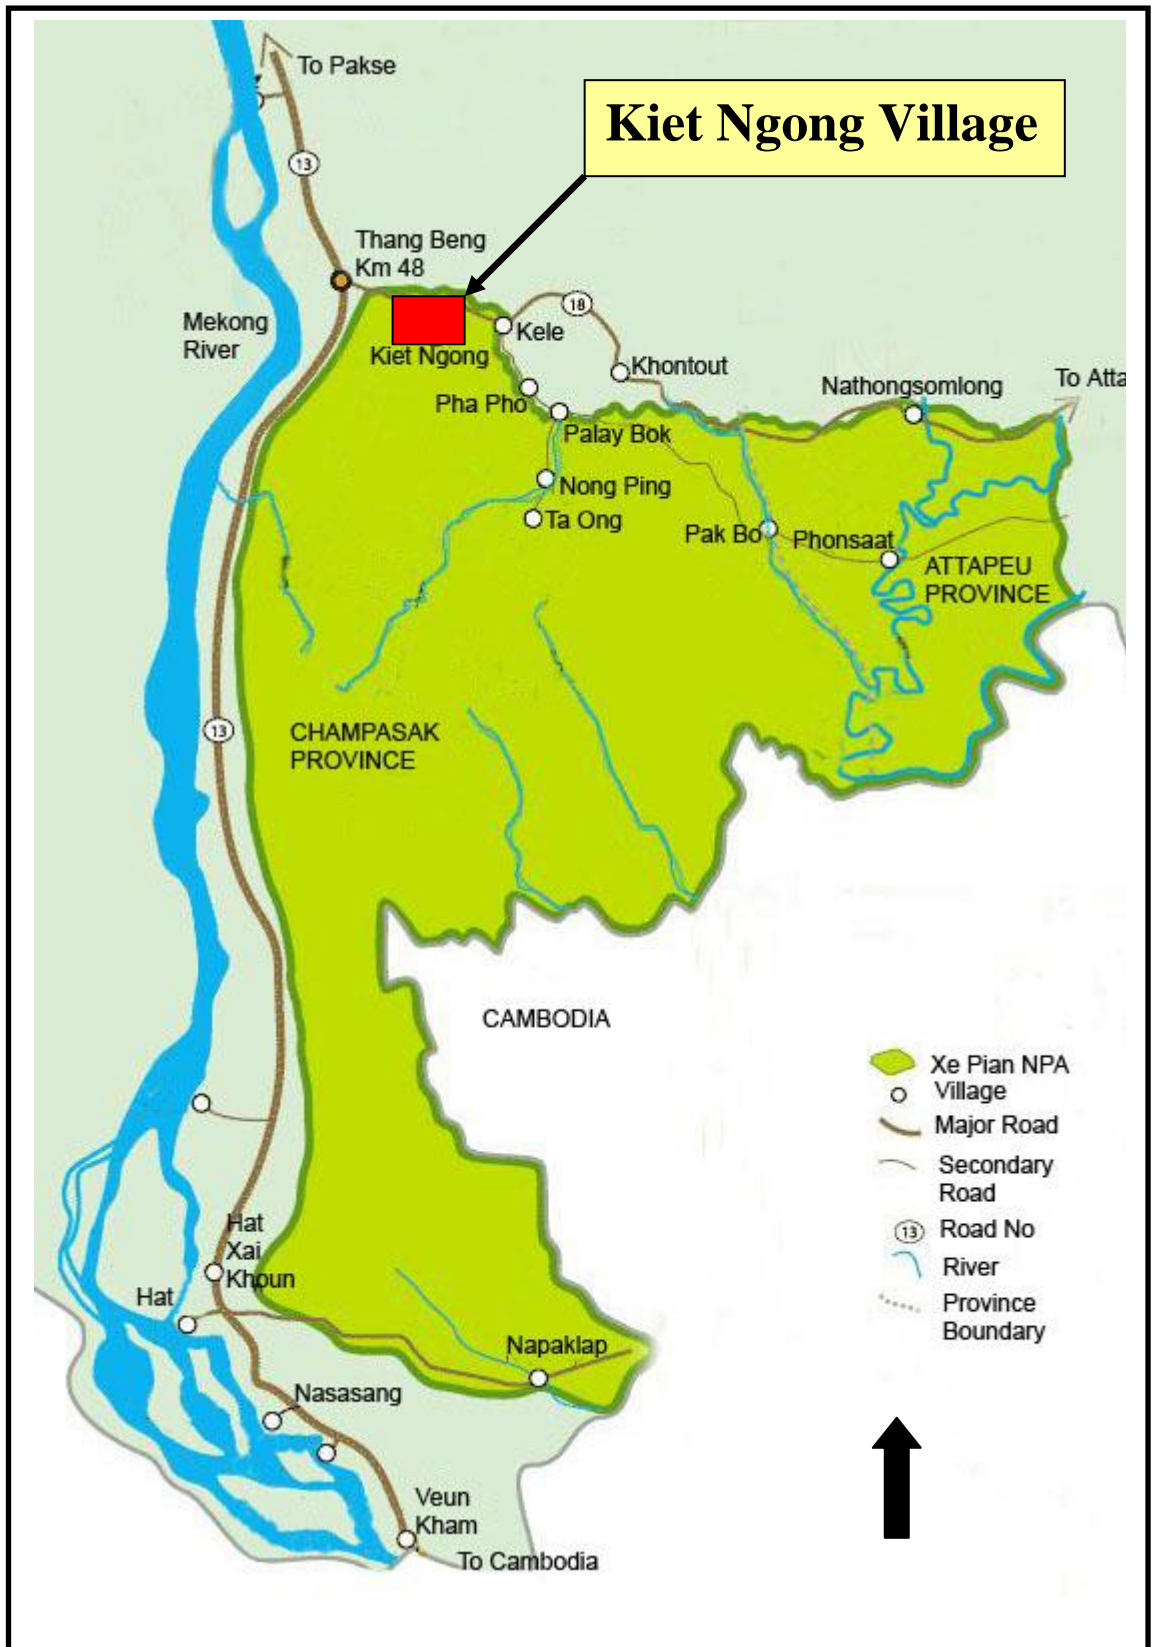 To Pakse
Kiet Ngong Village
13
Thang Beng
Km 48
18
Mekong
River
Kele
Kiet Ngong
Khontout
Nathongsomlong
To Atta
Pha Pho
Palay Bok
Nong Ping
Ta Ong
Pak Bo
Phonsaat
ATTAPEU
PROVINCE
13
CHAMPASAK
PROVINCE
CAMBODIA
Xe Pian NPA
Village
Major Road
Secondary
Road
13 Road No
River
Province
Boundary
Hat
Xai
Khoun
Hat
Napaklap
Nasasang
Veun
Kham
To Cambodia